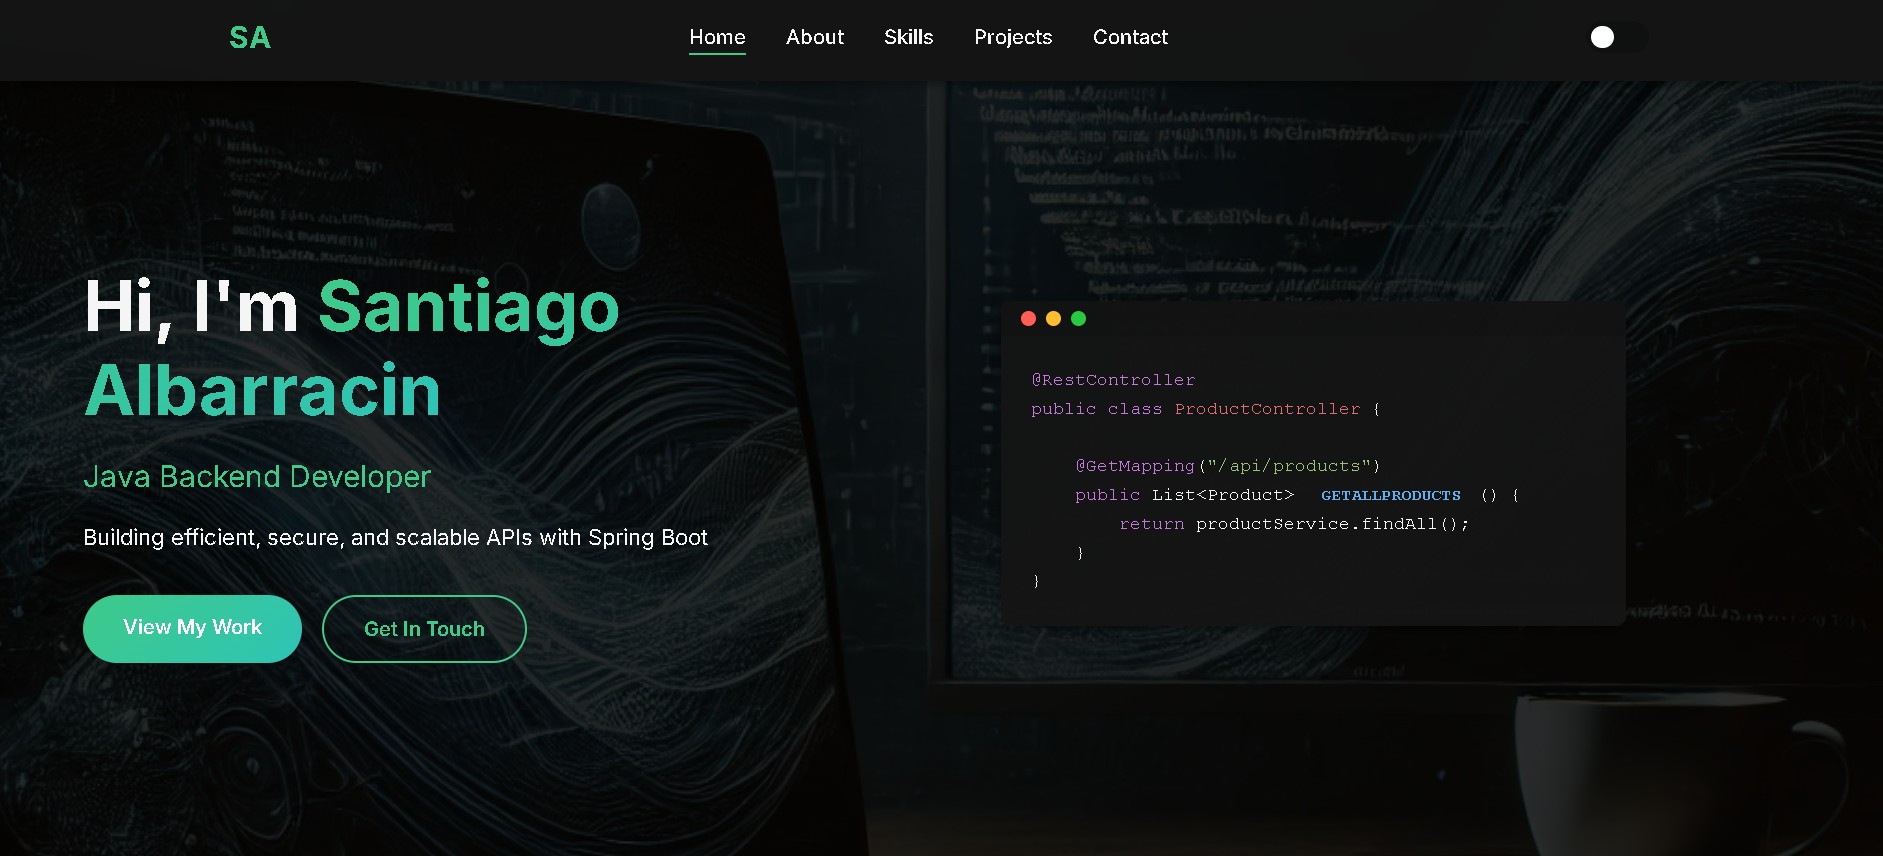 SA
Home About Skills Projects Contact
Hi, I'm Santiago
Albarracin
Java Backend Developer
Building efficient, secure, and scalable APIs with Spring Boot
View My Work Get In Touch
@RestController
public class ProductController {
@GetMapping("/api/products")
public List<Product> GETALLPRODUCTS () {
return productService.findAll();
}
}